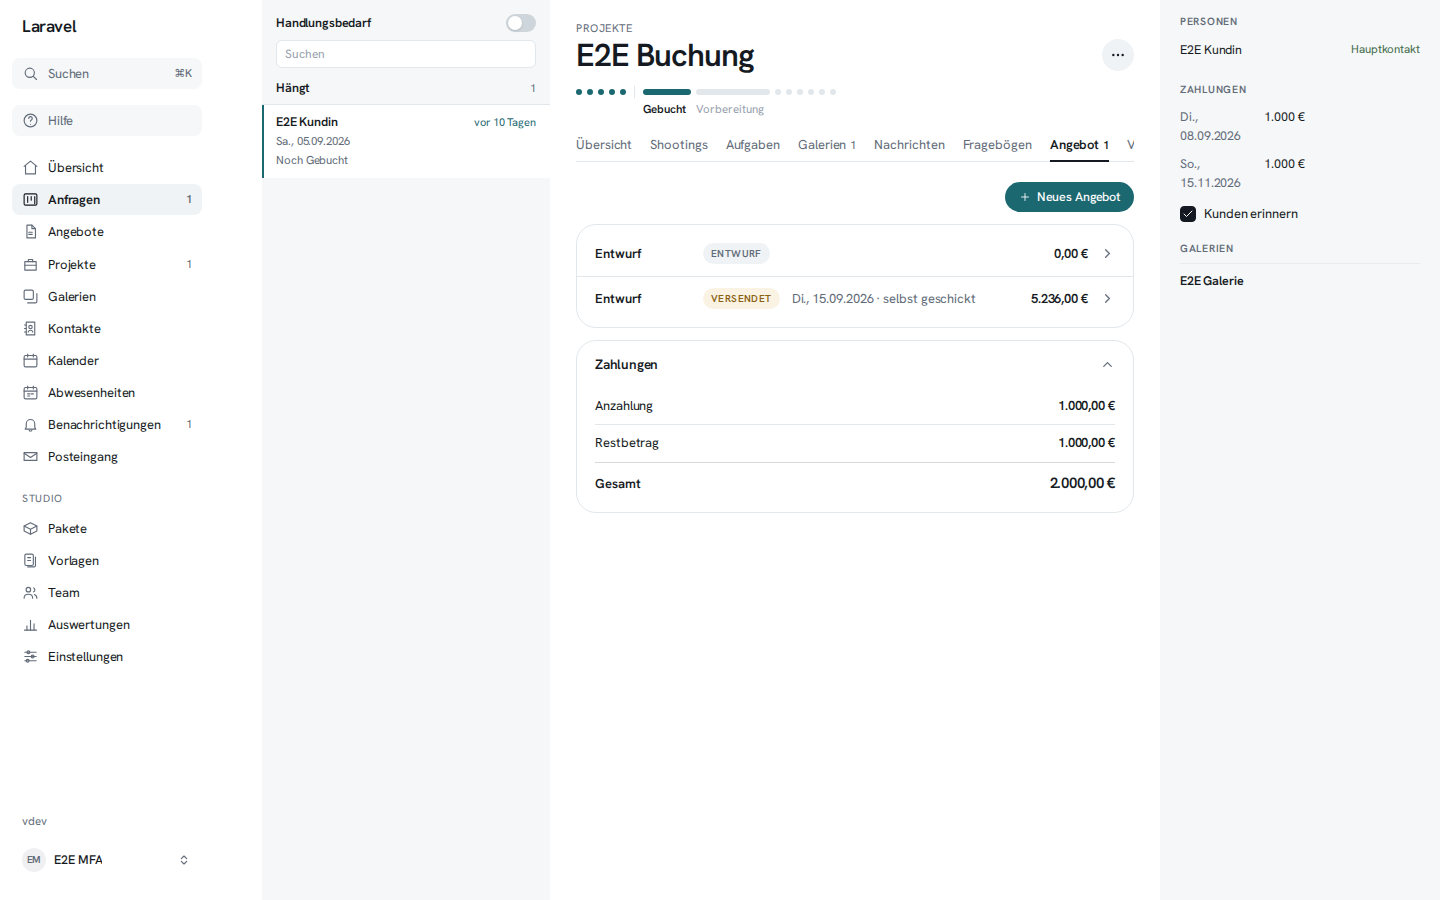 Laravel
Suchen ⌘K
Hilfe
Übersicht
Anfragen 1
Angebote
Projekte 1
Galerien
Kontakte
Kalender
Abwesenheiten
Benachrichtigungen 1
Posteingang
STUDIO
Pakete
Vorlagen
Team
Auswertungen
Einstellungen
vdev
EM E2E MFA
Handlungsbedarf
Suchen
Hängt 1
E2E Kundin vor 10 Tagen
Sa., 05.09.2026
Noch Gebucht
PROJEKTE
E2E Buchung
Gebucht Vorbereitung
Übersicht Shootings Aufgaben Galerien 1 Nachrichten Fragebögen Angebot 1 V
+ Neues Angebot
Entwurf ENTWURF 0,00 €
Entwurf VERSENDET Di., 15.09.2026 · selbst geschickt 5.236,00 €
Zahlungen
Anzahlung 1.000,00 €
Restbetrag 1.000,00 €
Gesamt 2.000,00 €
PERSONEN
E2E Kundin Hauptkontakt
ZAHLUNGEN
Di., 1.000 €
08.09.2026
So., 1.000 €
15.11.2026
Kunden erinnern
GALERIEN
E2E Galerie